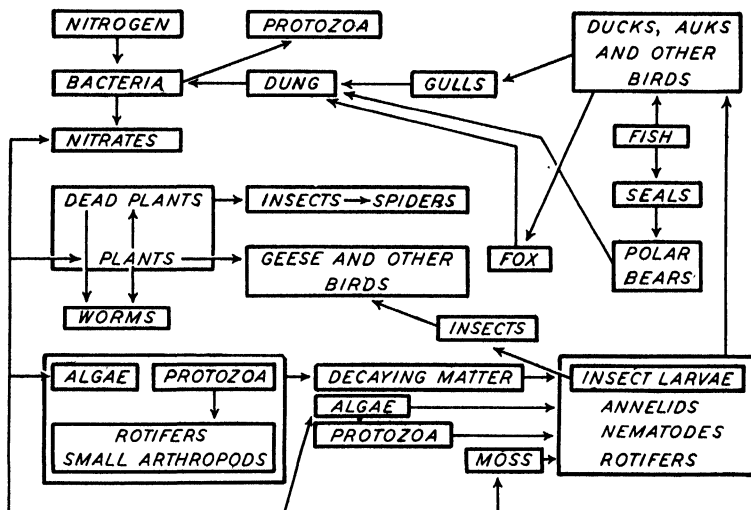 NITROGEN
PROTOZOA
DUCKS, AUKS
AND OTHER
BIRDS
BACTERIA
DUNG
GULLS
NITRATES
FISH
DEAD PLANTS
INSECTS
SPIDERS
SEALS
PLANTS
GEESE AND OTHER
BIRDS
FOX
POLAR
BEARS
WORMS
INSECTS
ALGAE
PROTOZOA
DECAYING MATTER
INSECT LARVAE
ALGAE
ANNELIDS
ROTIFERS
SMALL ARTHROPODS
PROTOZOA
NEMATODES
MOSS
ROTIFERS